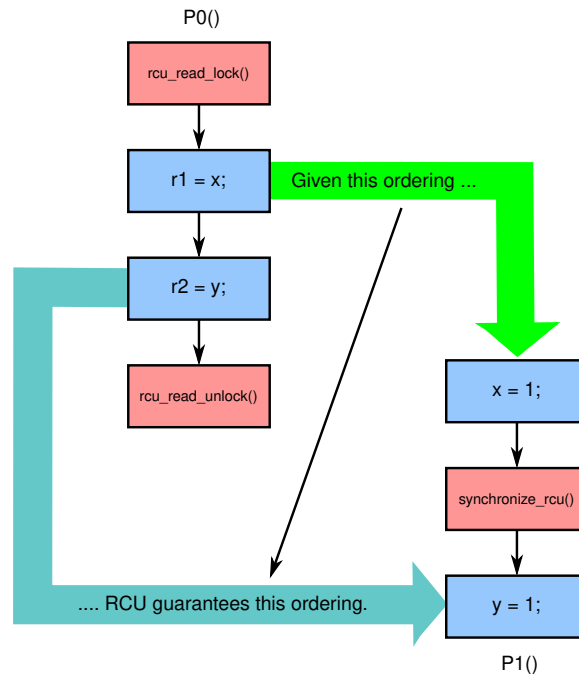 P0()
rcu_read_lock()
r1 = x;
Given this ordering ...
r2 = y;
rcu_read_unlock()
x = 1;
synchronize_rcu()
.... RCU guarantees this ordering.
y = 1;
P1()